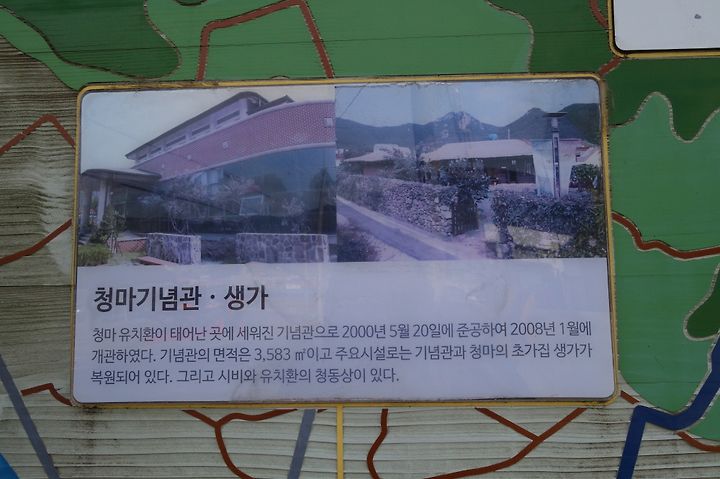 청마기념관 · 생가
청마 유치환이 태어난 곳에 세워진 기념관으로 2000년 5월 20일에 준공하여 2008년 1월에
개관하였다. 기념관의 면적은 3,583 ㎡이고 주요시설로는 기념관과 청마의 초가집 생가가
복원되어 있다. 그리고 시비와 유치환의 청동상이 있다.